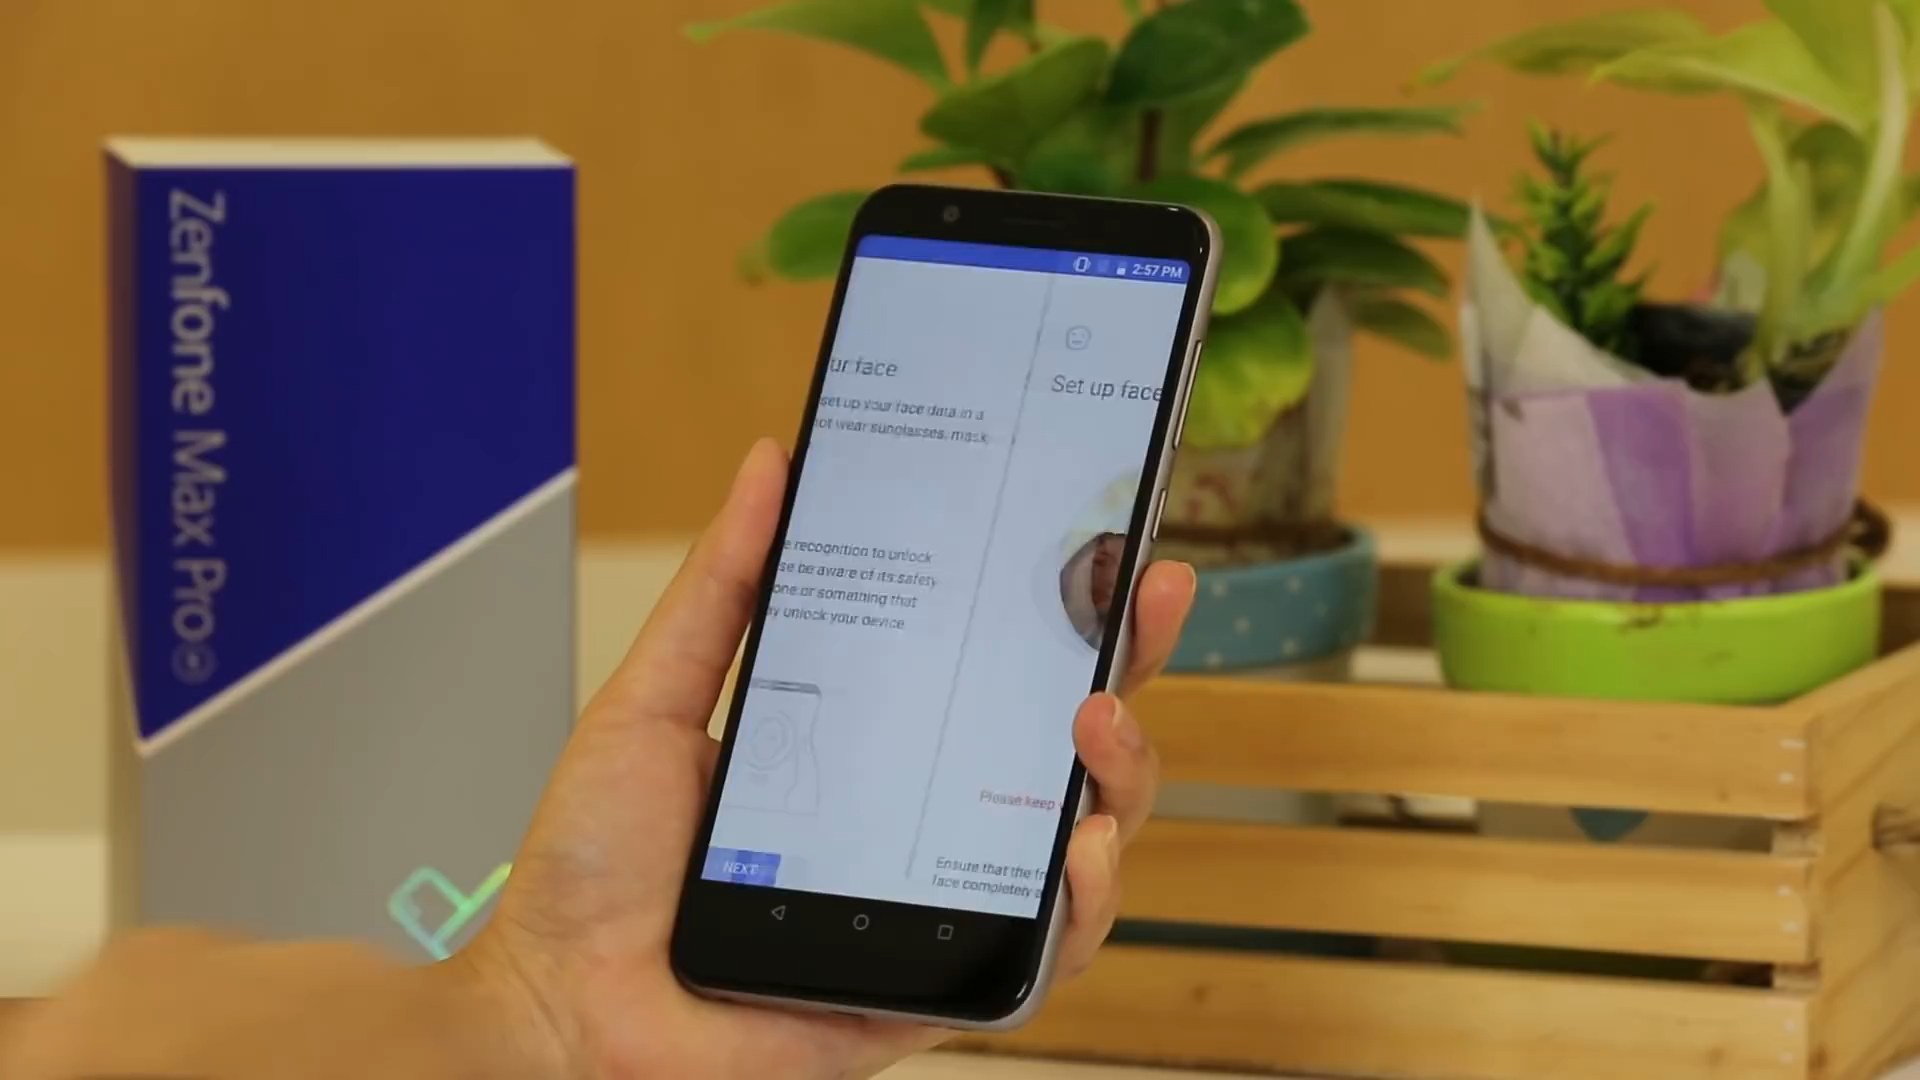 Zenfone Max Pro
2:57 PM
ur face
set up your face data in a
not wear sunglasses, mask
e recognition to unlock
se be aware of its safety
one or something that
ay unlock your device
NEXT
Set up face
Please keep
Ensure that the fr
face completely a